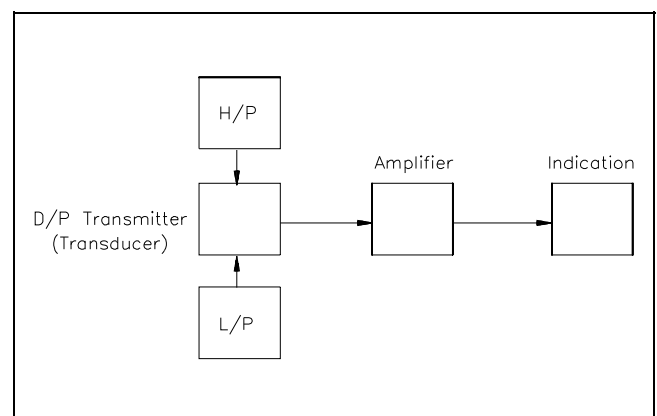 H/P
Amplifier
Indication
D/P Transmitter
(Transducer)
L/P